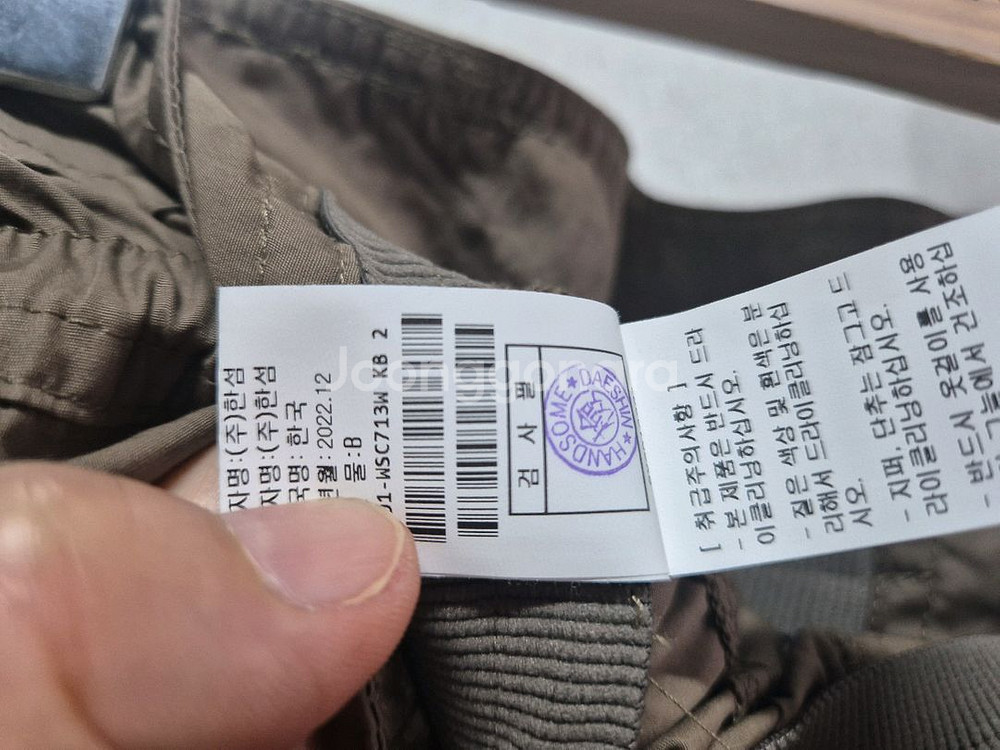 자명:(주)한섬
자명:(주)한섬
국명: 한국
년월: 2022.12
물:B
01-WSC713W KB 2
검 사 필
DAESHIN
HANDSOME
[ 취급주의사항 ]
- 본 제품은 반드시 드라
이클리닝하십시오.
- 짙은 색상 및 흰색은 분
리해서 드라이클리닝하십
시오.
- 지퍼, 단추는 잠그고 드
라이클리닝하십시오.
- 반드시 옷걸이를 사용
그늘에서 건조하십
Joonggonara